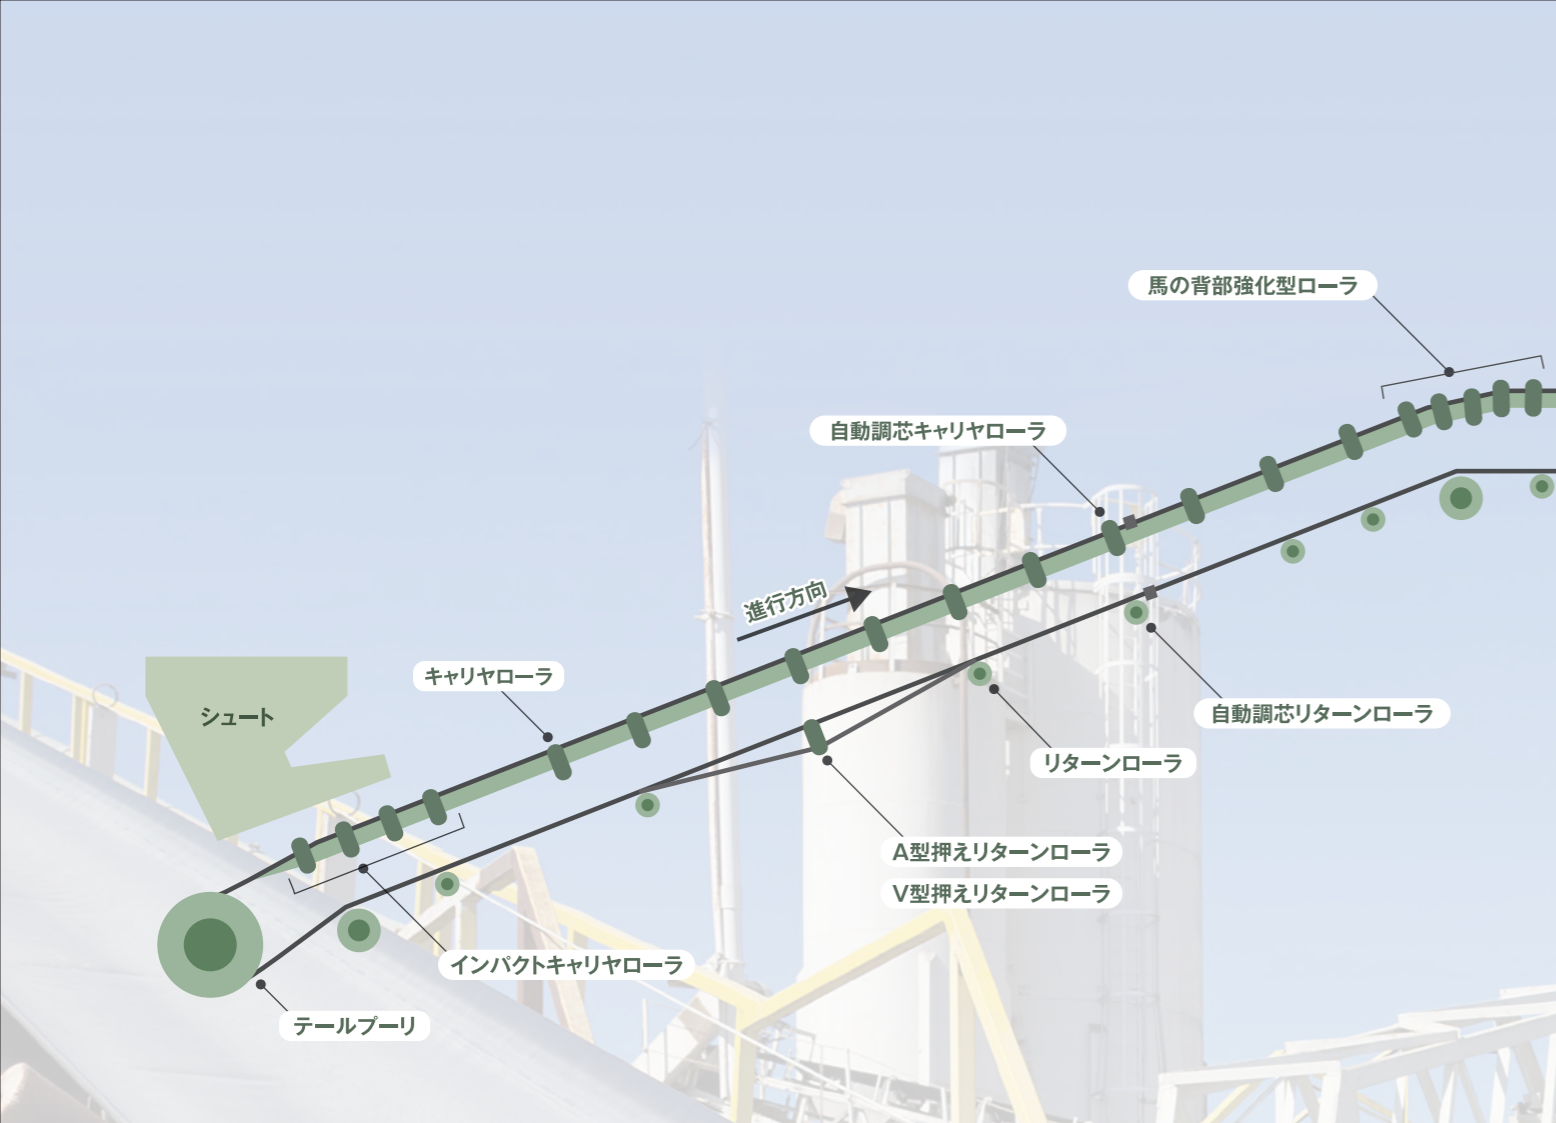 馬の背部強化型ローラ
自動調芯キャリヤローラ
進行方向
キャリヤローラ
シュート
自動調芯リターンローラ
リターンローラ
A型押えリターンローラ
V型押えリターンローラ
インパクトキャリヤローラ
テールプーリ